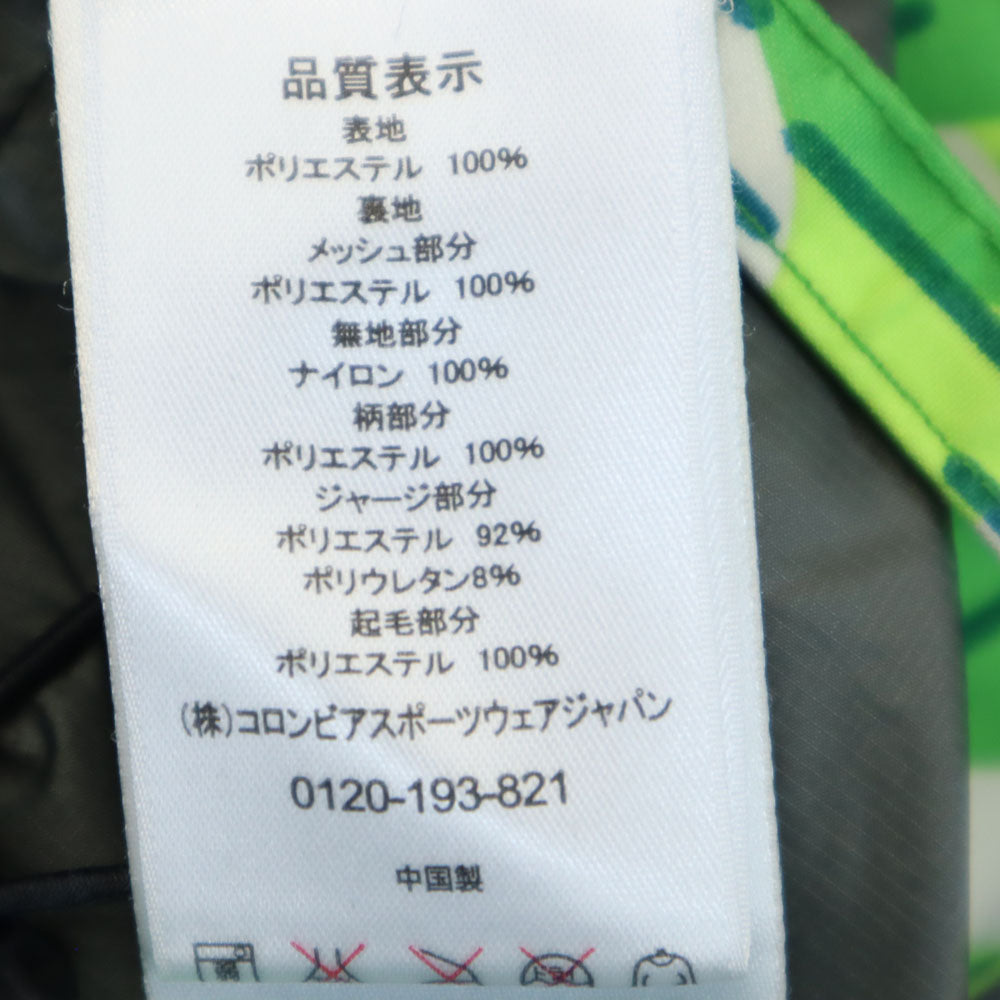 品質表示
表地
ポリエステル 100%
裏地
メッシュ部分
ポリエステル 100%
無地部分
ナイロン 100%
柄部分
ポリエステル 100%
ジャージ部分
ポリエステル 92%
ポリウレタン8%
起毛部分
ポリエステル 100%
(株)コロンビアスポーツウェアジャパン
0120-193-821
中国製